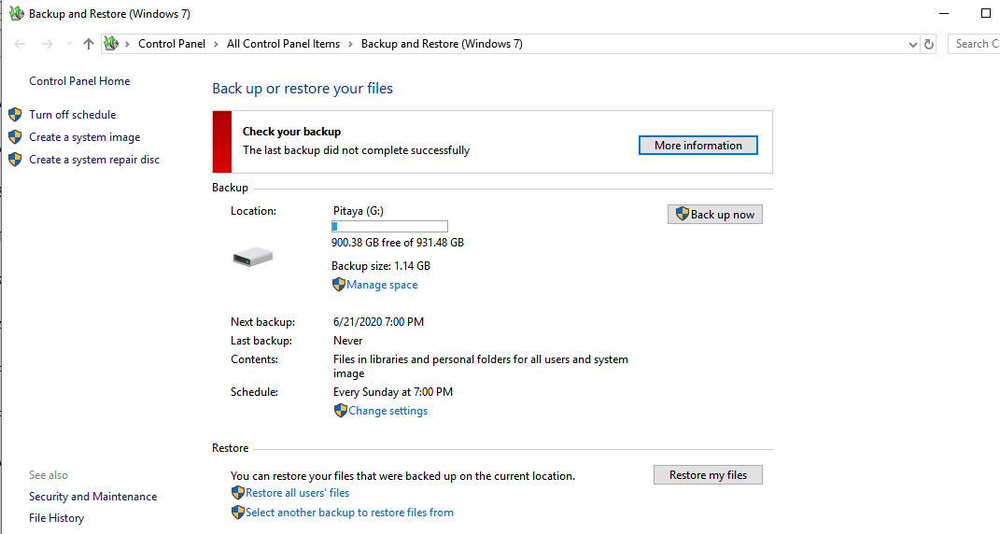 Backup and Restore (Windows 7)
Control Panel > All Control Panel Items > Backup and Restore (Windows 7)
Search
Control Panel Home
Turn off schedule
Create a system image
Create a system repair disc
Back up or restore your files
Check your backup
The last backup did not complete successfully
More information
Backup
Location:
Pitaya (G:)
Back up now
900.38 GB free of 931.48 GB
Backup size: 1.14 GB
Manage space
Next backup:
6/21/2020 7:00 PM
Last backup:
Never
Contents:
Files in libraries and personal folders for all users and system
image
Schedule:
Every Sunday at 7:00 PM
Change settings
Restore
You can restore your files that were backed up on the current location.
Restore my files
Restore all users' files
Select another backup to restore files from
See also
Security and Maintenance
File History